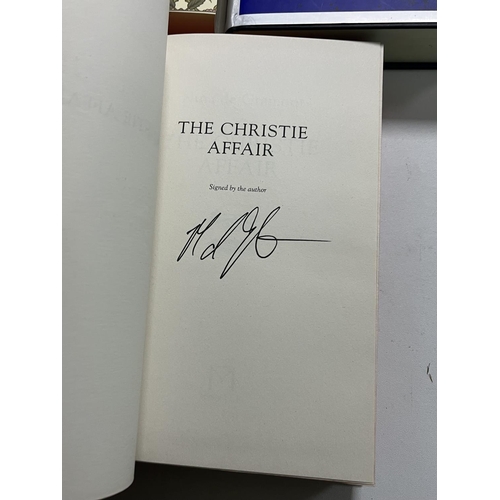 THE CHRISTIE
AFFAIR
Signed by the author